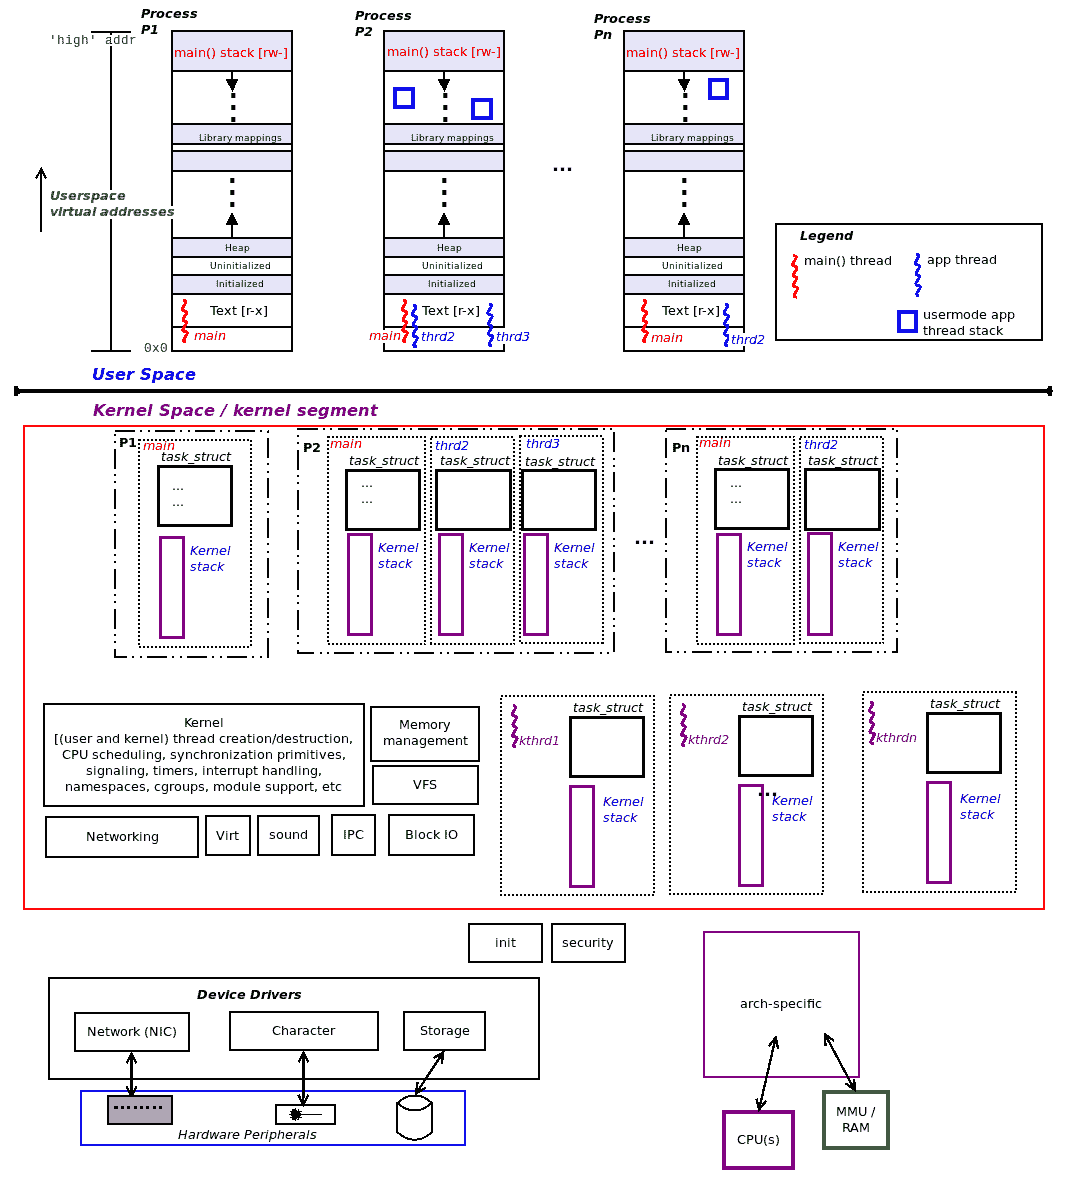 Process
P1
Process
P2
Process
Pn
'high' addr
main() stack [rw-]
main() stack [rw-]
main() stack [rw-]
Library mappings
Library mappings
Library mappings
...
Userspace
virtual addresses
Heap
Heap
Heap
Uninitialized
Uninitialized
Uninitialized
Initialized
Initialized
Initialized
Text [r-x]
Text [r-x]
Text [r-x]
main
main
thrd2
thrd3
main
thrd2
0x0
Legend
main() thread
app thread
usermode app
thread stack
User Space
Kernel Space / kernel segment
P1
main
task_struct
...
...
Kernel
stack
P2
main
task_struct
...
...
Kernel
stack
thrd2
task_struct
Kernel
stack
thrd3
task_struct
Kernel
stack
...
Pn
main
task_struct
...
...
Kernel
stack
thrd2
task_struct
Kernel
stack
Kernel
[(user and kernel) thread creation/destruction,
CPU scheduling, synchronization primitives,
signaling, timers, interrupt handling,
namespaces, cgroups, module support, etc
Memory
management
VFS
Networking
Virt
sound
IPC
Block IO
kthrd1
task_struct
Kernel
stack
kthrd2
task_struct
...
Kernel
stack
kthrdn
task_struct
Kernel
stack
init
security
Device Drivers
Network (NIC)
Character
Storage
Hardware Peripherals
arch-specific
CPU(s)
MMU /
RAM